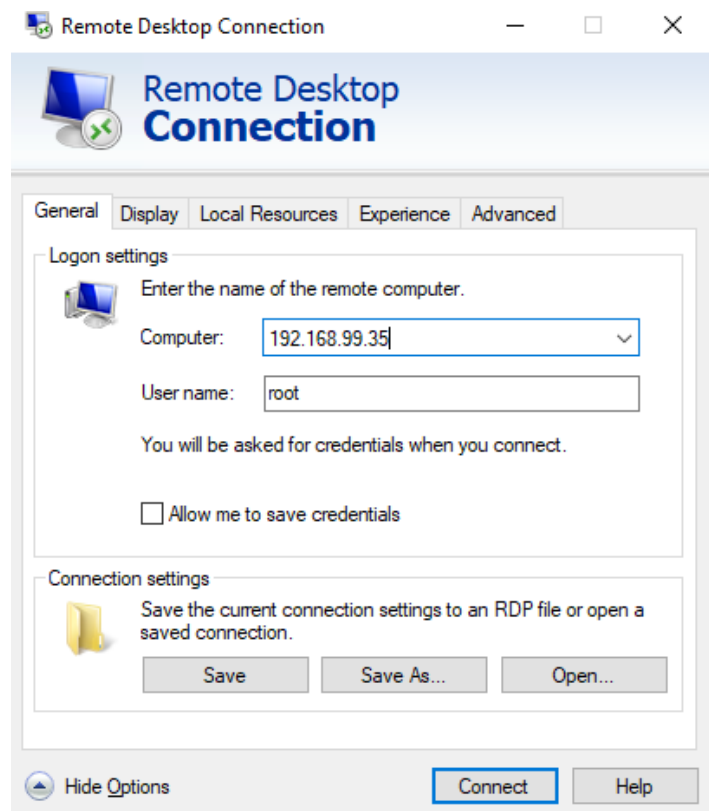 Remote Desktop Connection
Remote Desktop
Connection
General Display Local Resources Experience Advanced
Logon settings
Enter the name of the remote computer.
Computer: 192.168.99.35
User name: root
You will be asked for credentials when you connect.
Allow me to save credentials
Connection settings
Save the current connection settings to an RDP file or open a
saved connection.
Save Save As... Open...
Hide Options Connect Help